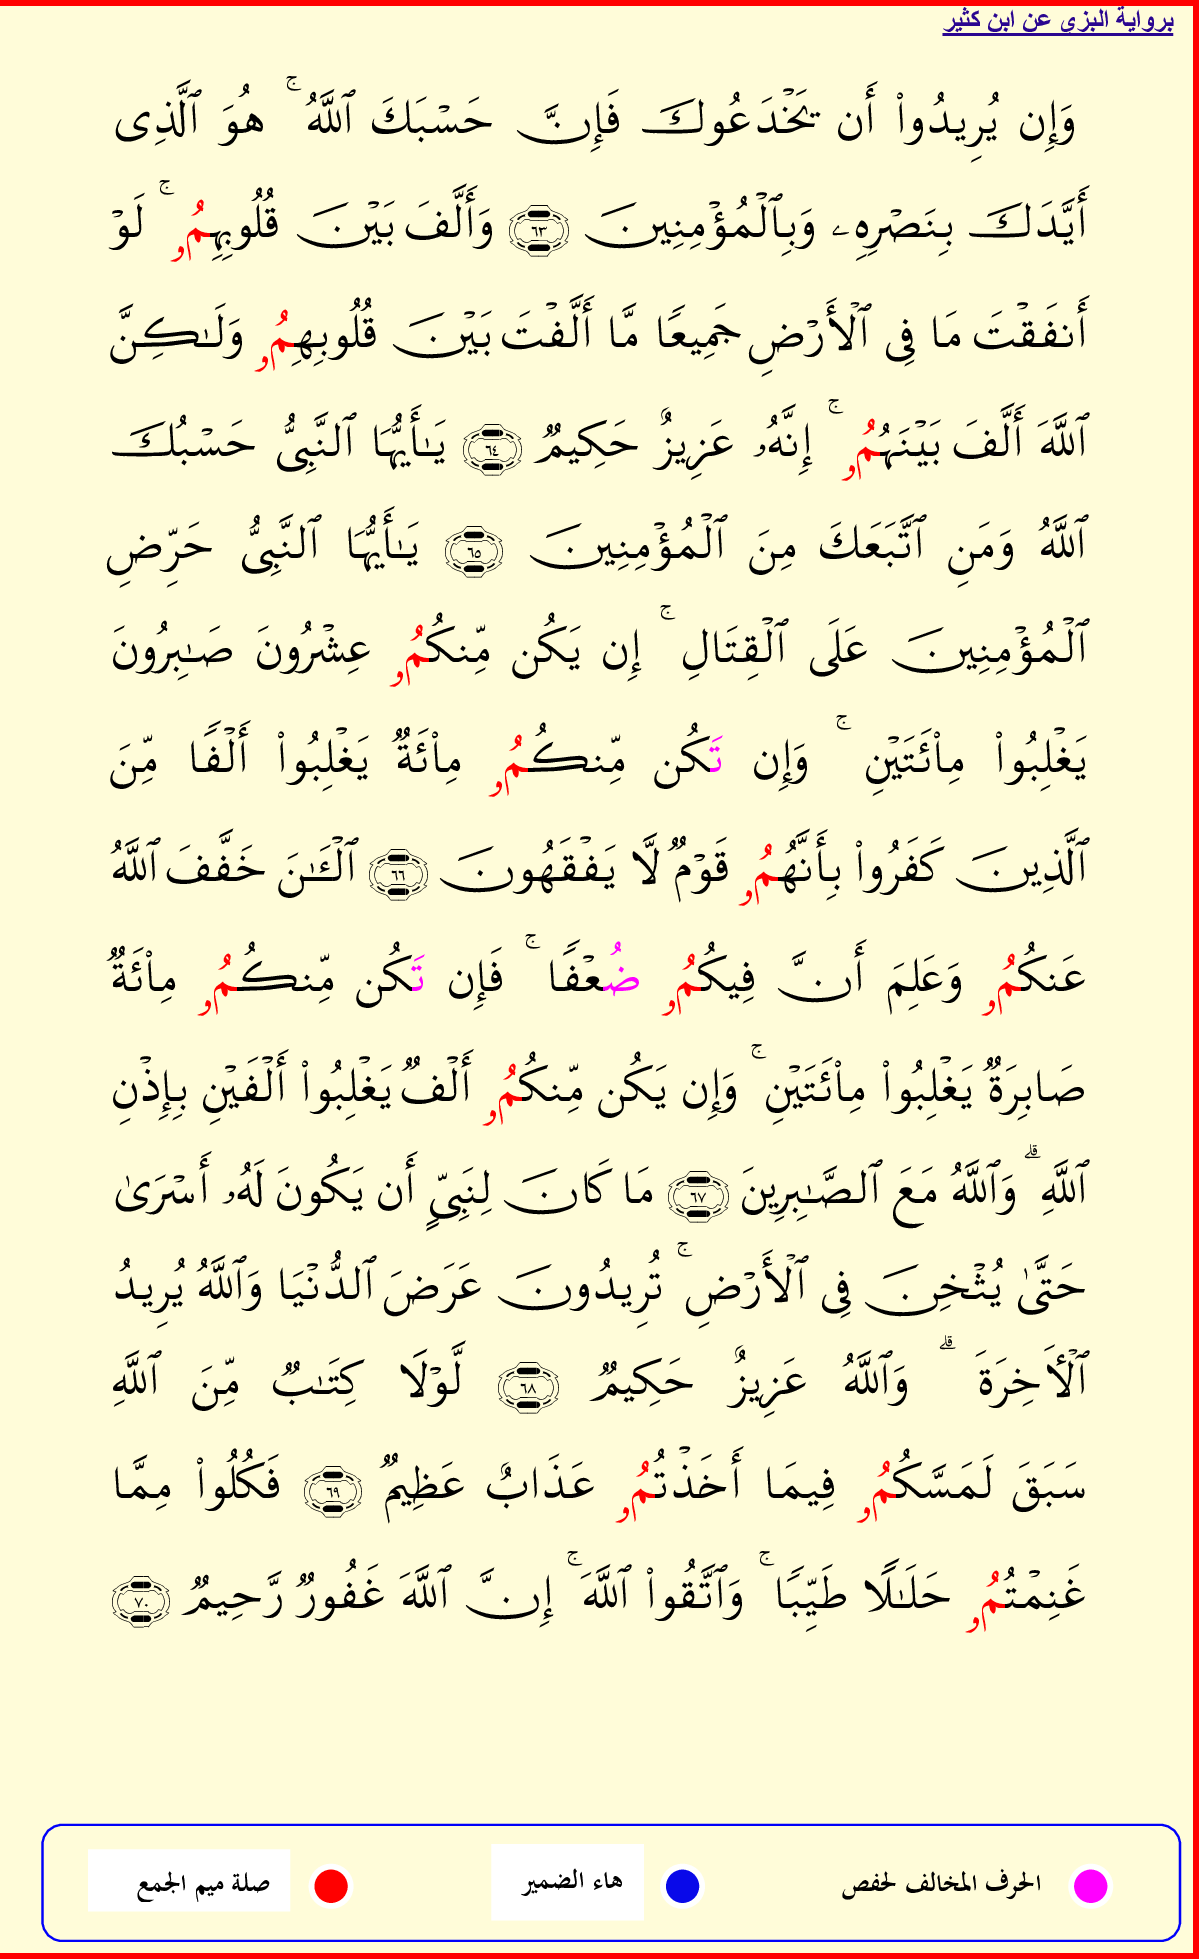 برواية البزى عن ابن كثير
وَإِن يُرِيدُواْ أَن يَخْدَعُوكَ فَإِنَّ حَسْبَكَ ٱللَّهُ ۚ هُوَ ٱلَّذِى
أَيَّدَكَ بِنَصْرِهِۦ وَبِٱلْمُؤْمِنِينَ ٦٣ وَأَلَّفَ بَيْنَ قُلُوبِهِمُۥ ۚ لَوْ
أَنفَقْتَ مَا فِى ٱلْأَرْضِ جَمِيعًا مَّا أَلَّفْتَ بَيْنَ قُلُوبِهِمُۥ وَلَـٰكِنَّ
ٱللَّهَ أَلَّفَ بَيْنَهُمُۥ ۚ إِنَّهُۥ عَزِيزٌ حَكِيمٌ ٦٤ يَـٰأَيُّهَا ٱلنَّبِىُّ حَسْبُكَ
ٱللَّهُ وَمَنِ ٱتَّبَعَكَ مِنَ ٱلْمُؤْمِنِينَ ٦٥ يَـٰأَيُّهَا ٱلنَّبِىُّ حَرِّضِ
ٱلْمُؤْمِنِينَ عَلَى ٱلْقِتَالِ ۚ إِن يَكُن مِّنكُمُۥ عِشْرُونَ صَـٰبِرُونَ
يَغْلِبُواْ مِاْئَتَيْنِ ۚ وَإِن تَكُن مِّنكُمُۥ مِاْئَةٌ يَغْلِبُواْ أَلْفًا مِّنَ
ٱلَّذِينَ كَفَرُواْ بِأَنَّهُمُۥ قَوْمٌ لَّا يَفْقَهُونَ ٦٦ ٱلْـَٔـٰنَ خَفَّفَ ٱللَّهُ
عَنكُمُۥ وَعَلِمَ أَنَّ فِيكُمُۥ ضُعْفًا ۚ فَإِن تَكُن مِّنكُمُۥ مِاْئَةٌ
صَابِرَةٌ يَغْلِبُواْ مِاْئَتَيْنِ ۚ وَإِن يَكُن مِّنكُمُۥ أَلْفٌ يَغْلِبُواْ أَلْفَيْنِ بِإِذْنِ
ٱللَّهِ ۗ وَٱللَّهُ مَعَ ٱلصَّـٰبِرِينَ ٦٧ مَا كَانَ لِنَبِىٍّ أَن يَكُونَ لَهُۥ أَسْرَىٰ
حَتَّىٰ يُثْخِنَ فِى ٱلْأَرْضِ ۚ تُرِيدُونَ عَرَضَ ٱلدُّنْيَا وَٱللَّهُ يُرِيدُ
ٱلْأَخِرَةَ ۗ وَٱللَّهُ عَزِيزٌ حَكِيمٌ ٦٨ لَّوْلَا كِتَـٰبٌ مِّنَ ٱللَّهِ
سَبَقَ لَمَسَّكُمُۥ فِيمَا أَخَذْتُمُۥ عَذَابٌ عَظِيمٌ ٦٩ فَكُلُواْ مِمَّا
غَنِمْتُمُۥ حَلَـٰلًا طَيِّبًا ۚ وَٱتَّقُواْ ٱللَّهَ ۚ إِنَّ ٱللَّهَ غَفُورٌ رَّحِيمٌ ٧٠
الحرف المخالف لحفص هاء الضمير صلة ميم الجمع